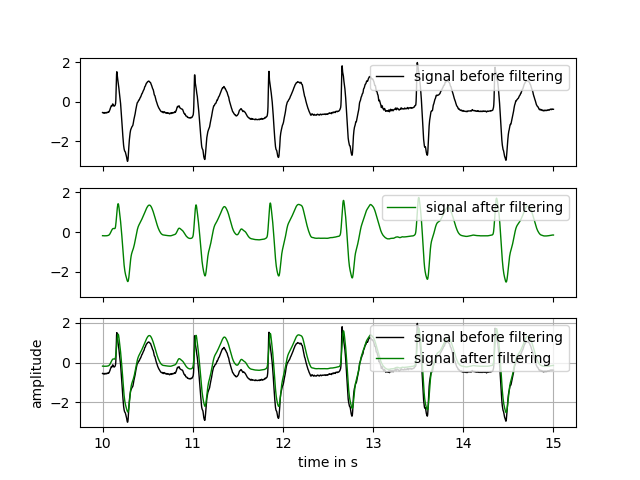 2
0
−2
signal before filtering
2
0
−2
signal after filtering
2
0
−2
amplitude
signal before filtering
signal after filtering
10 11 12 13 14 15
time in s